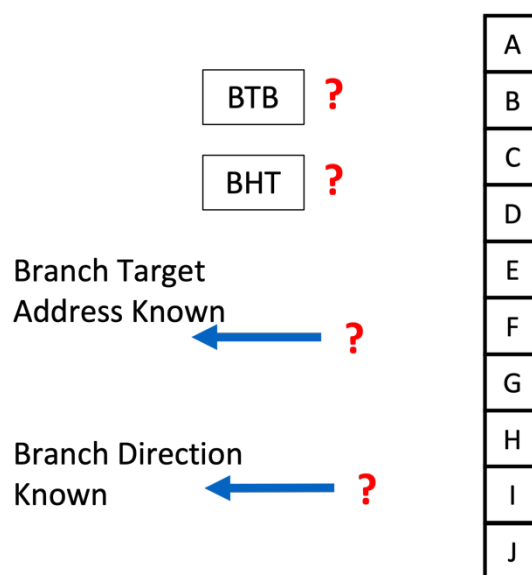 A
BTB ?
B
BHT ?
C
D
Branch Target
Address Known
?
E
F
G
Branch Direction
Known
?
H
I
J